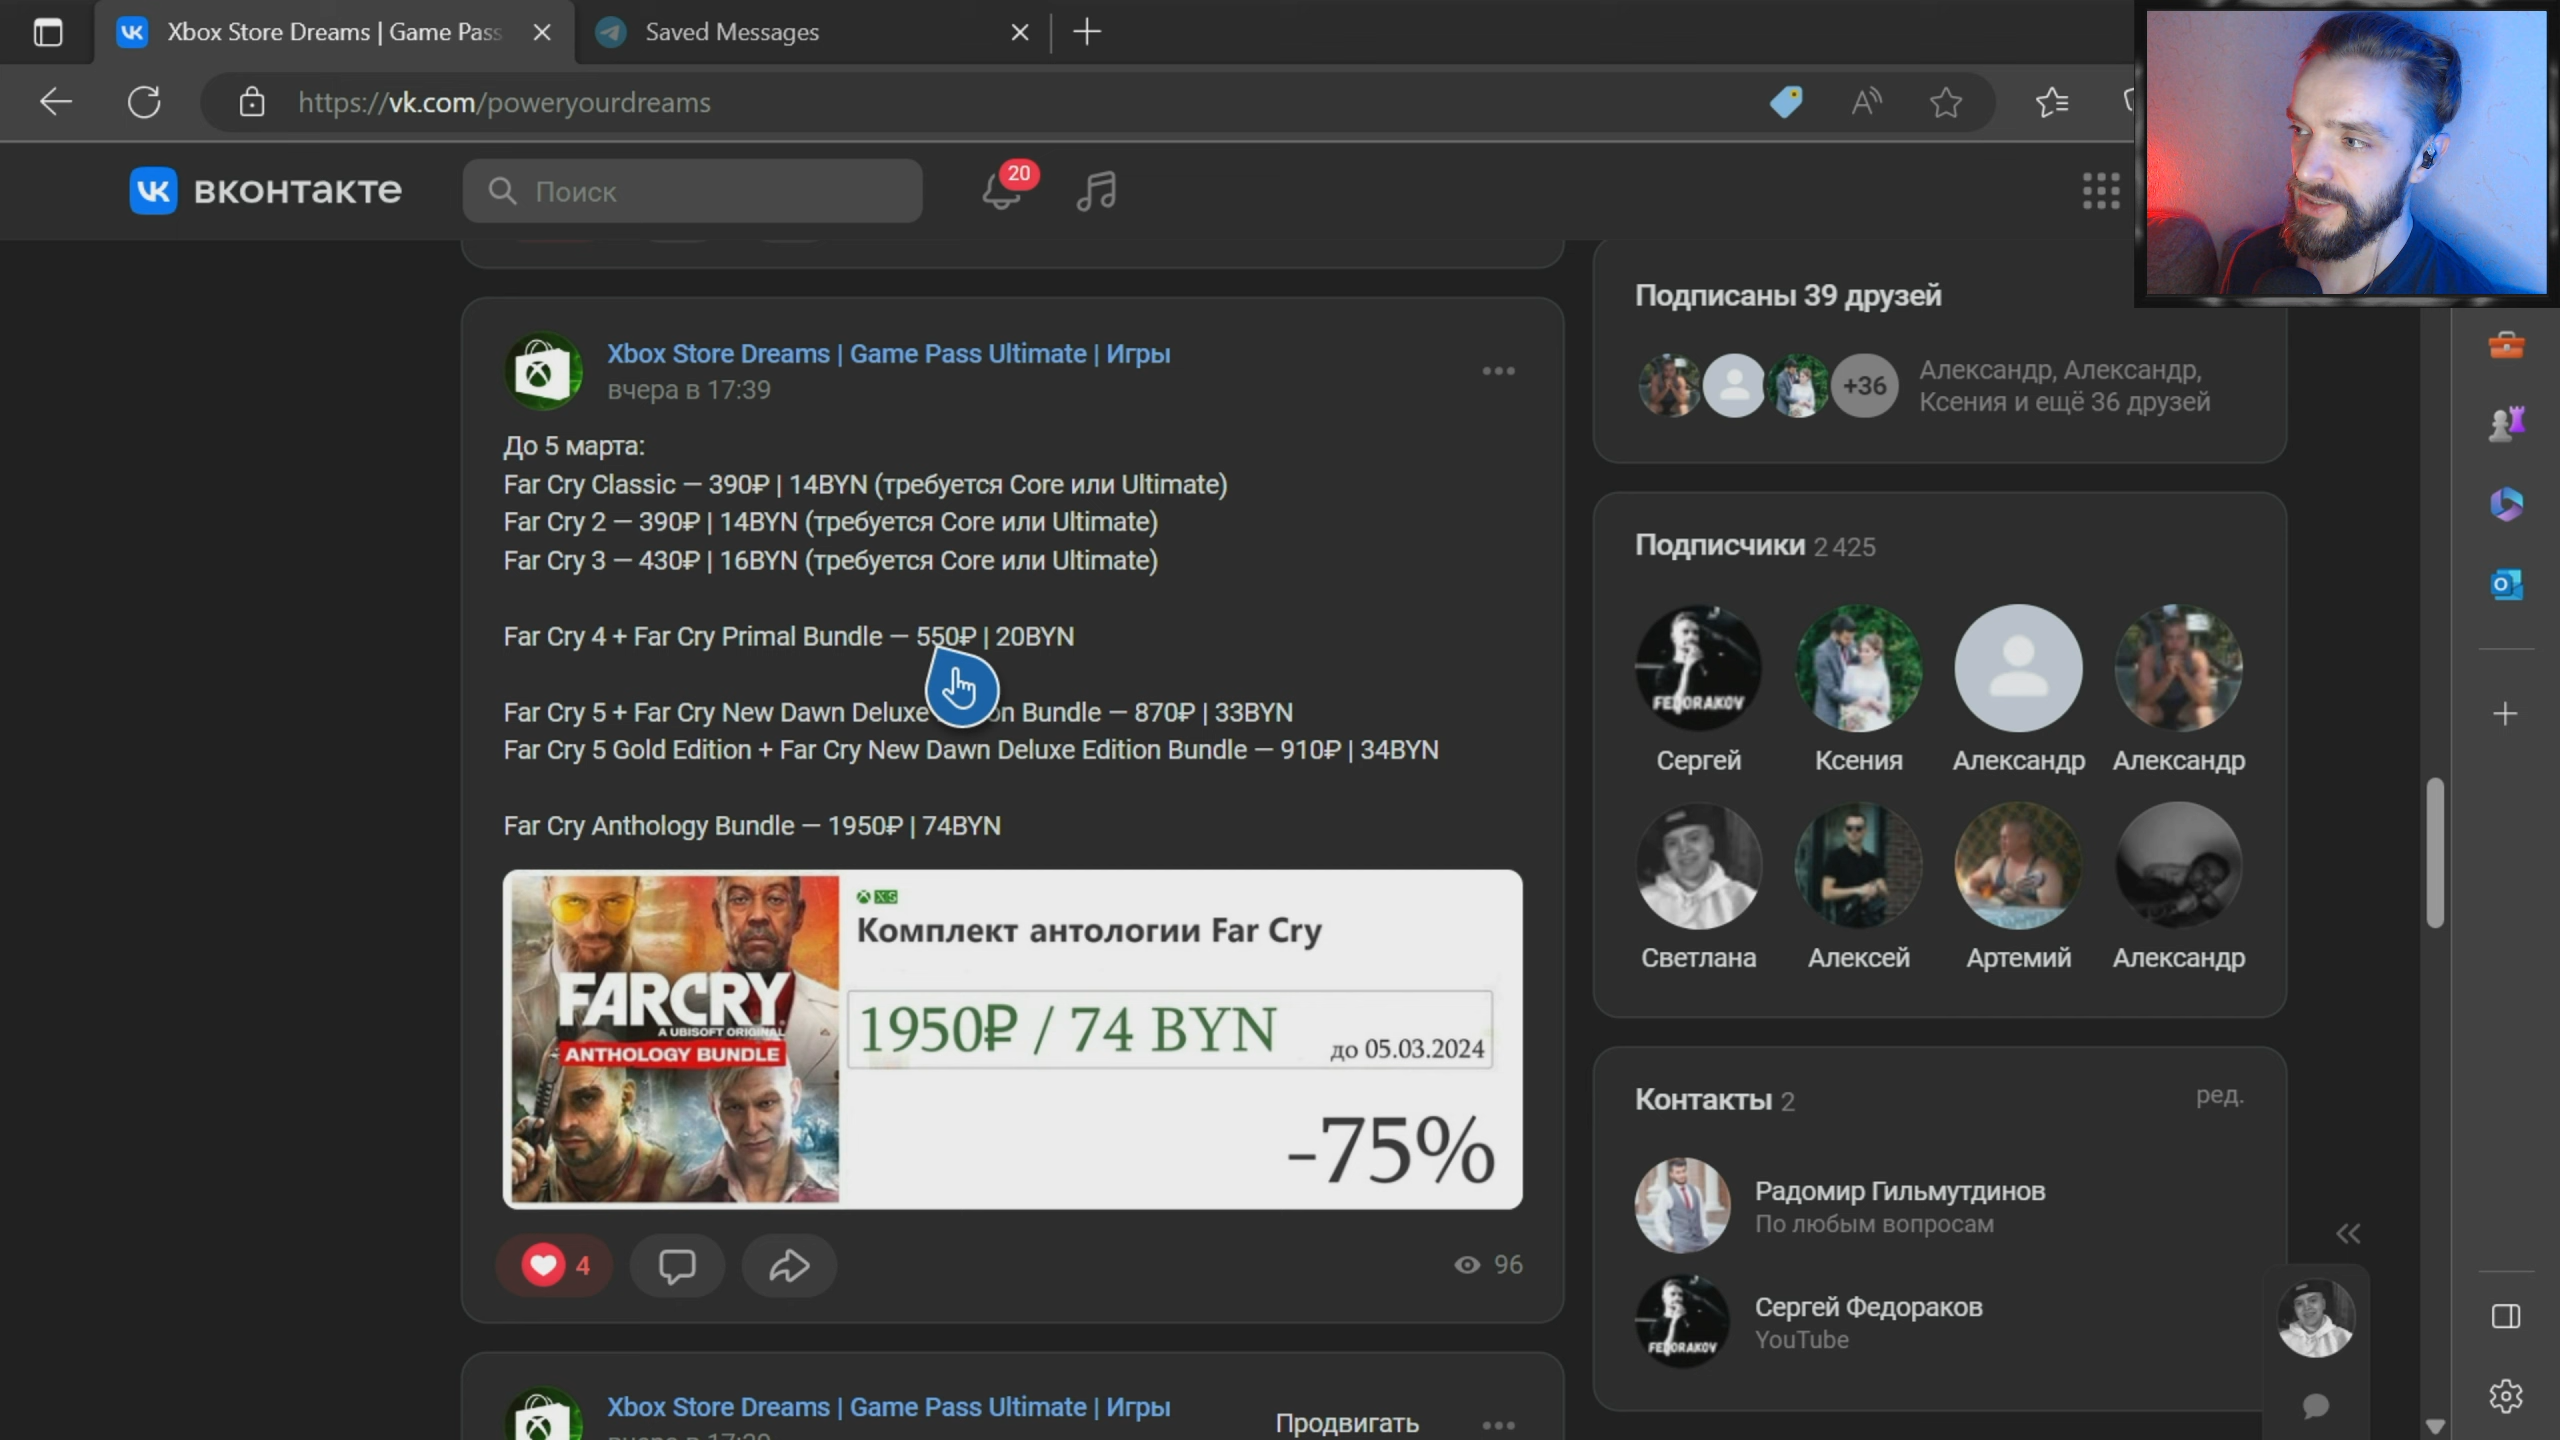 Xbox Store Dreams | Game Pass
Saved Messages
https://vk.com/poweryourdreams
вконтакте
Поиск
20
Xbox Store Dreams | Game Pass Ultimate | Игры
вчера в 17:39
До 5 марта:
Far Cry Classic — 390₽ | 14BYN (требуется Core или Ultimate)
Far Cry 2 — 390₽ | 14BYN (требуется Core или Ultimate)
Far Cry 3 — 430₽ | 16BYN (требуется Core или Ultimate)
Far Cry 4 + Far Cry Primal Bundle — 550₽ | 20BYN
Far Cry 5 + Far Cry New Dawn Deluxe on Bundle — 870₽ | 33BYN
Far Cry 5 Gold Edition + Far Cry New Dawn Deluxe Edition Bundle — 910₽ | 34BYN
Far Cry Anthology Bundle — 1950₽ | 74BYN
FARCRY
A UBISOFT ORIGINAL
ANTHOLOGY BUNDLE
X|S
Комплект антологии Far Cry
1950₽ / 74 BYN
до 05.03.2024
-75%
4
96
Xbox Store Dreams | Game Pass Ultimate | Игры
Продвигать
Подписаны 39 друзей
+36
Александр, Александр,
Ксения и ещё 36 друзей
Подписчики 2 425
FEDORAKOV
Сергей
Ксения
Александр
Александр
Светлана
Алексей
Артемий
Александр
Контакты 2
ред.
Радомир Гильмутдинов
По любым вопросам
FEDORAKOV
Сергей Федораков
YouTube